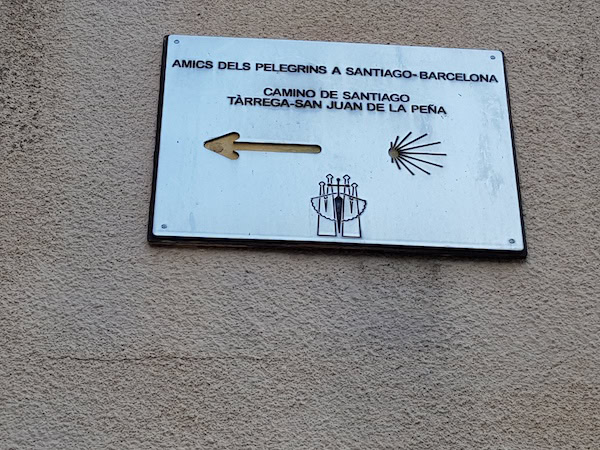 AMICS DELS PELEGRINS A SANTIAGO-BARCELONA
CAMINO DE SANTIAGO
TÀRREGA-SAN JUAN DE LA PEÑA